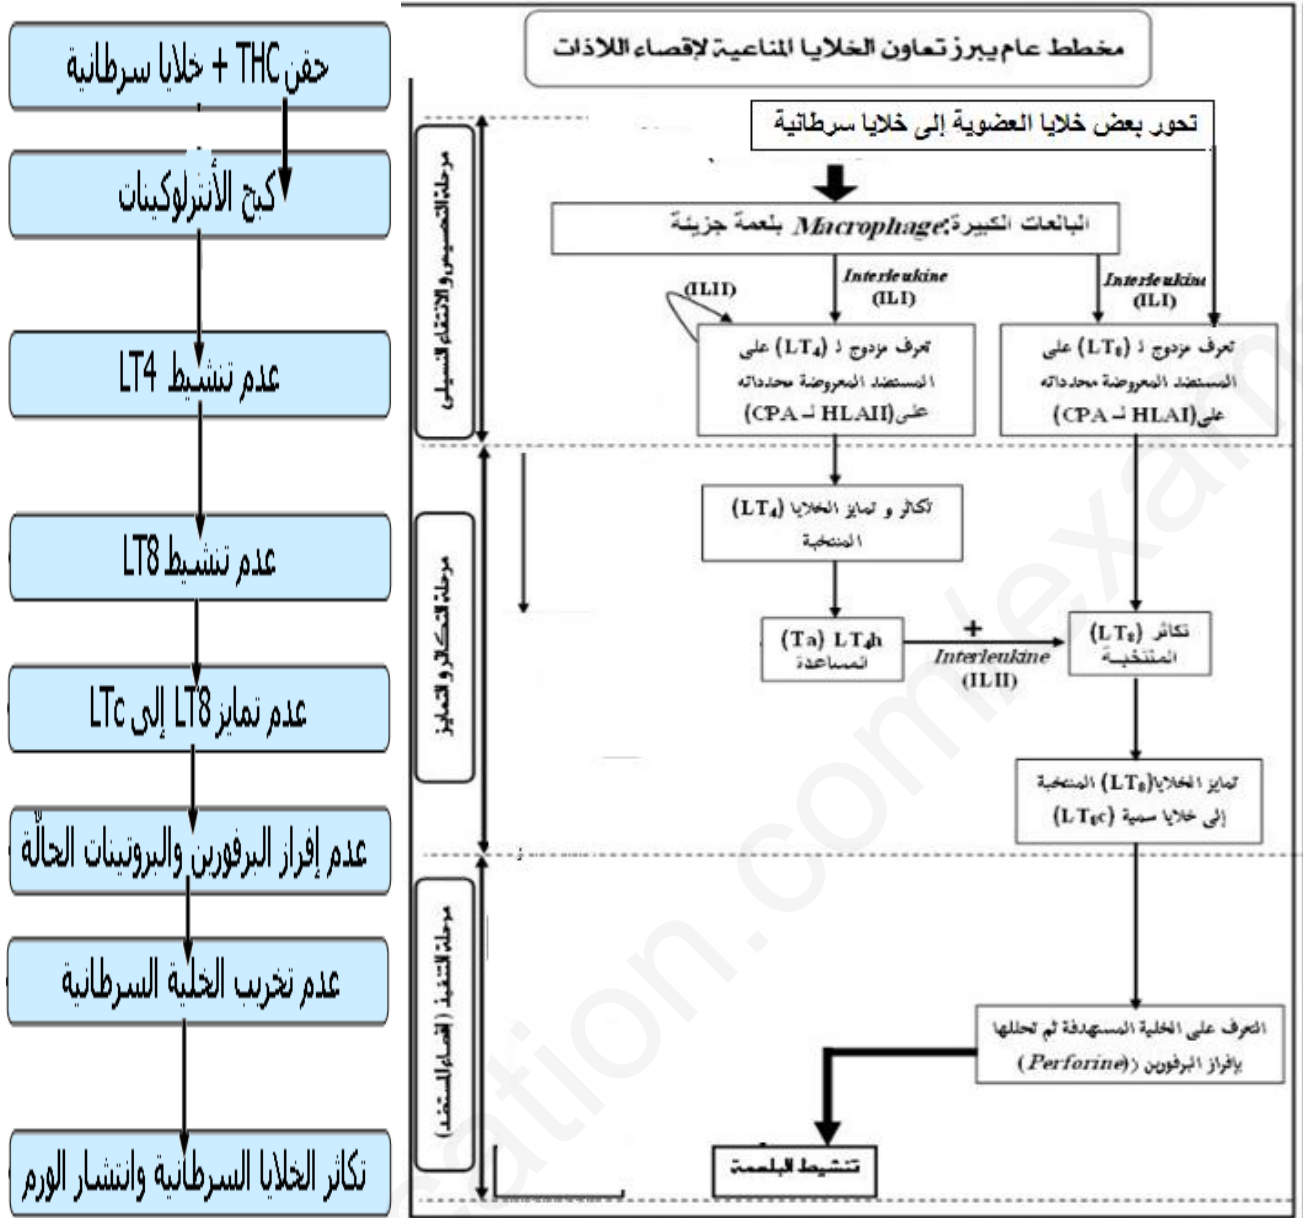 حقن THC + خلايا سرطانية
كبح الأنترلوكينات
عدم تنشيط LT4
عدم تنشيط LT8
عدم تمايز LT8 إلى LTc
عدم إفراز البرفورين والبروتينات الحالّة
عدم تخريب الخلية السرطانية
تكاثر الخلايا السرطانية وانتشار الورم
مخطط عام يبرز تعاون الخلايا المناعية لإقصاء اللاذات
تحور بعض خلايا العضوية إلى خلايا سرطانية
البالعات الكبيرة:Macrophage بلعمة جزيئة
مرحلة التحسيس والانتقاء النسيلي
(ILII)
Interleukine
(ILI)
Interleukine
(ILI)
تعرف مزدوج لـ (LT4) على
المستضد المعروضة محدداته
على(HLAII لـ CPA)
تعرف مزدوج لـ (LT8) على
المستضد المعروضة محدداته
على(HLAI لـ CPA)
مرحلة التكاثر و التمايز
تكاثر و تمايز الخلايا (LT4)
المنتخبة
(Ta) LT4h
المساعدة
+
Interleukine
(ILII)
تكاثر (LT8)
المنتخبة
تمايز الخلايا(LT8) المنتخبة
إلى خلايا سمية (LT8c)
مرحلة التنفيذ (إقصاء المستضد)
التعرف على الخلية المستهدفة ثم تحللها
بإفراز البرفورين ((Perforine)
تنشيط البلعمة
cation.com/exam